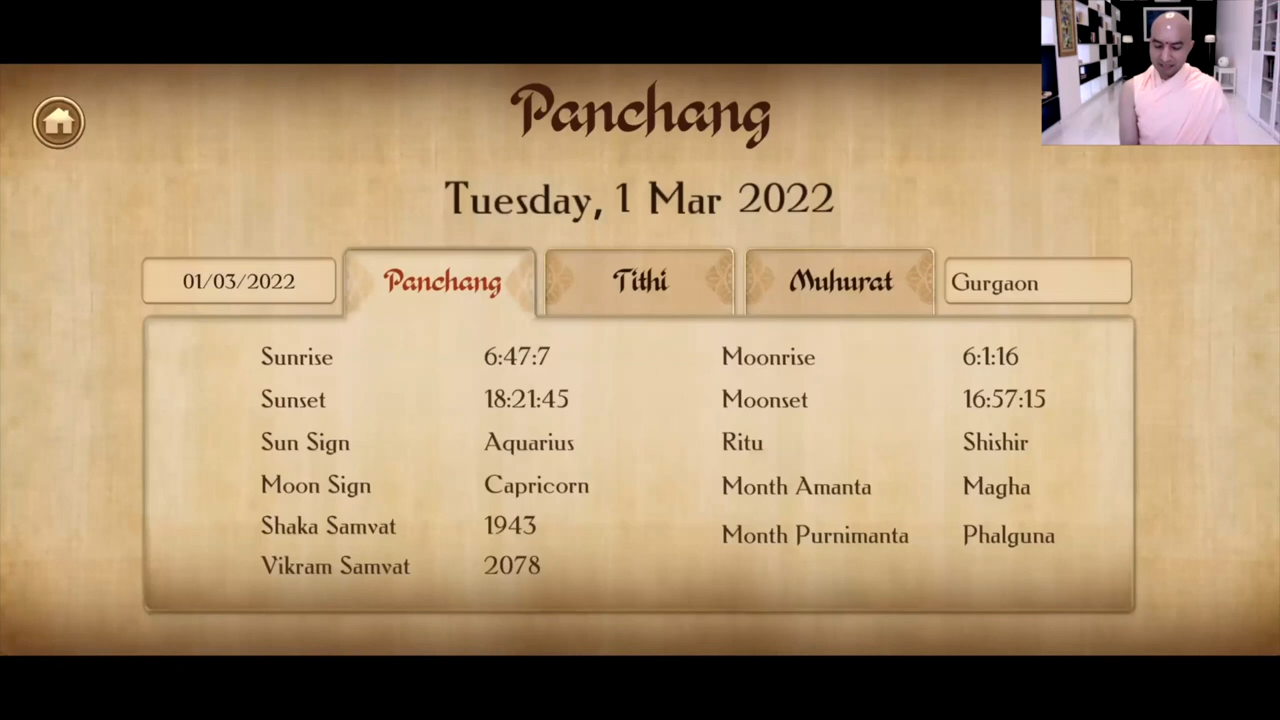 Panchang
Tuesday, 1 Mar 2022
01/03/2022 Panchang Tithi Muhurat Gurgaon
Sunrise 6:47:7 Moonrise 6:1:16
Sunset 18:21:45 Moonset 16:57:15
Sun Sign Aquarius Ritu Shishir
Moon Sign Capricorn Month Amanta Magha
Shaka Samvat 1943 Month Purnimanta Phalguna
Vikram Samvat 2078